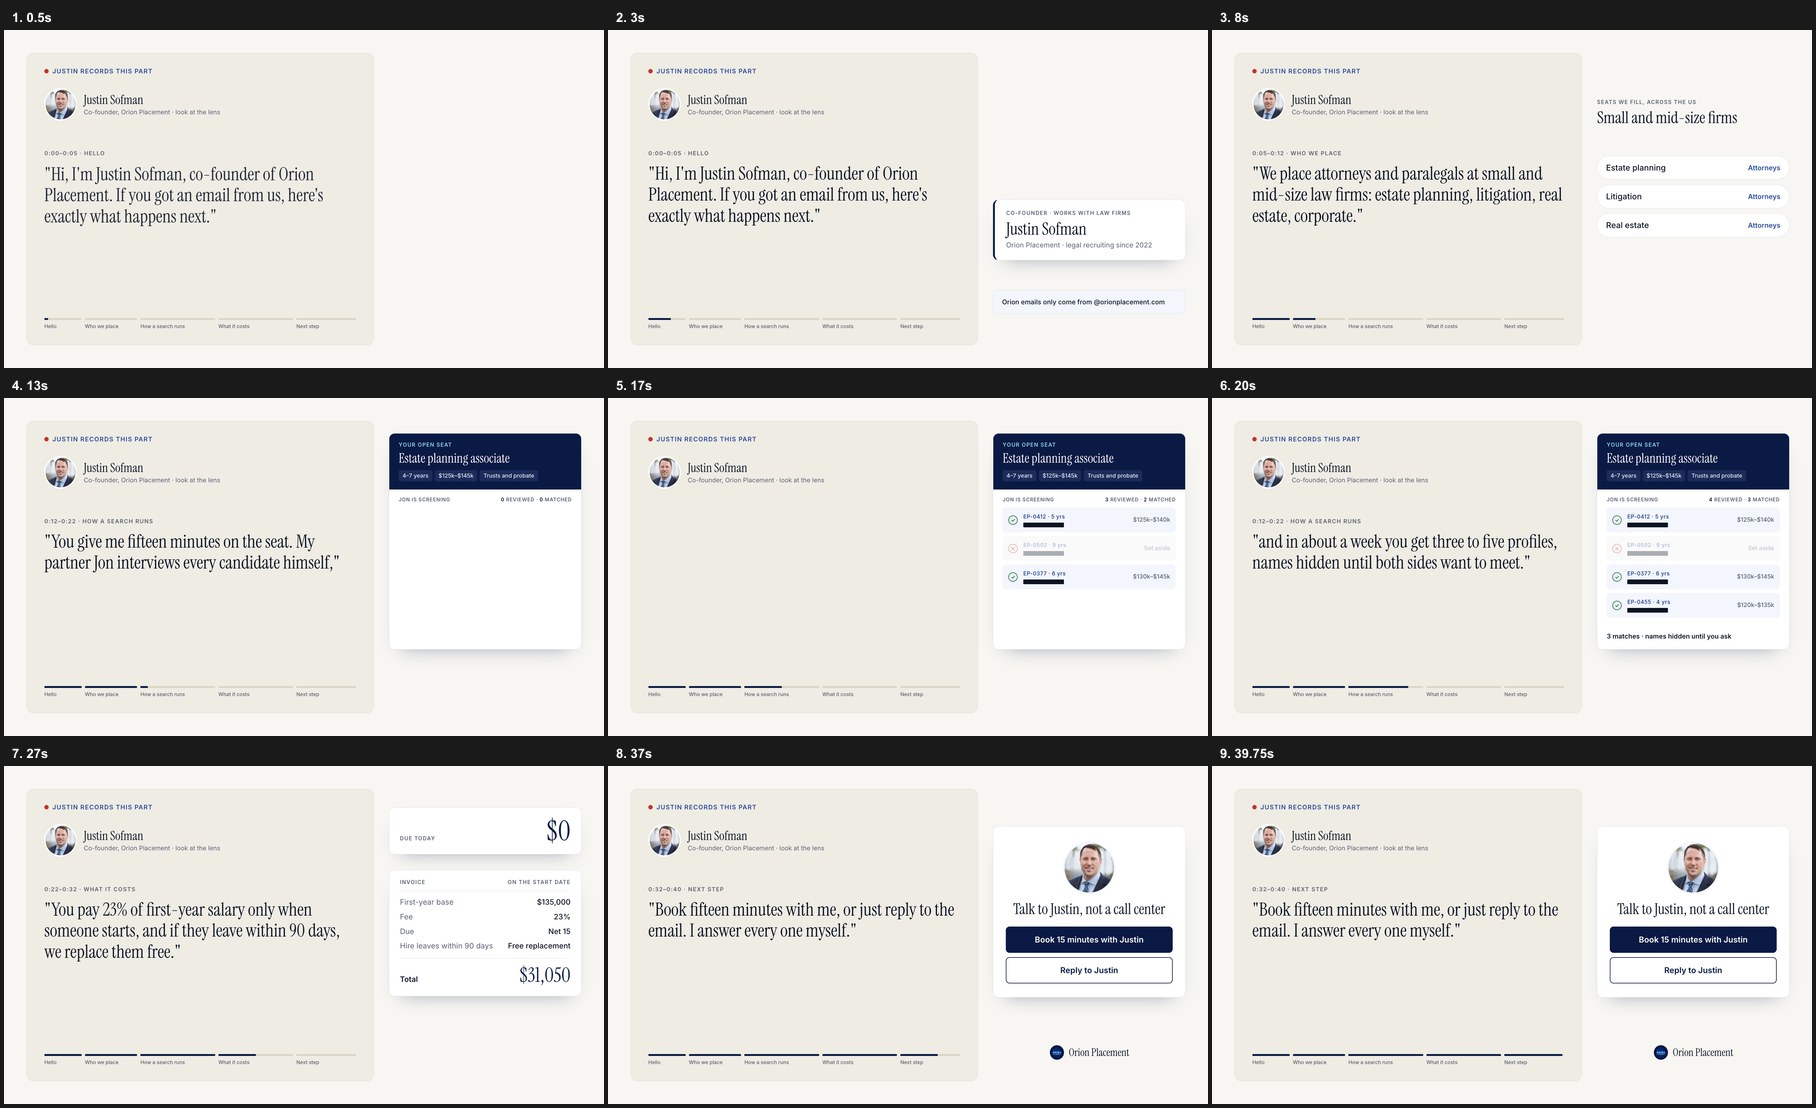 1. 0.5s
JUSTIN RECORDS THIS PART
Justin Sofman
Co-founder, Orion Placement · look at the lens
0:00–0:05 · HELLO
"Hi, I'm Justin Sofman, co-founder of Orion
Placement. If you got an email from us, here's
exactly what happens next."
Hello
Who we place
How a search runs
What it costs
Next step
2. 3s
JUSTIN RECORDS THIS PART
Justin Sofman
Co-founder, Orion Placement · look at the lens
0:00–0:05 · HELLO
"Hi, I'm Justin Sofman, co-founder of Orion
Placement. If you got an email from us, here's
exactly what happens next."
Hello
Who we place
How a search runs
What it costs
Next step
CO-FOUNDER · WORKS WITH LAW FIRMS
Justin Sofman
Orion Placement · legal recruiting since 2022
Orion emails only come from @orionplacement.com
3. 8s
JUSTIN RECORDS THIS PART
Justin Sofman
Co-founder, Orion Placement · look at the lens
0:05–0:12 · WHO WE PLACE
"We place attorneys and paralegals at small and
mid-size law firms: estate planning, litigation, real
estate, corporate."
Hello
Who we place
How a search runs
What it costs
Next step
SEATS WE FILL, ACROSS THE US
Small and mid-size firms
Estate planning Attorneys
Litigation Attorneys
Real estate Attorneys
4. 13s
JUSTIN RECORDS THIS PART
Justin Sofman
Co-founder, Orion Placement · look at the lens
0:12–0:22 · HOW A SEARCH RUNS
"You give me fifteen minutes on the seat. My
partner Jon interviews every candidate himself,"
Hello
Who we place
How a search runs
What it costs
Next step
YOUR OPEN SEAT
Estate planning associate
4–7 years $125k–$145k Trusts and probate
JON IS SCREENING 0 REVIEWED · 0 MATCHED
5. 17s
JUSTIN RECORDS THIS PART
Justin Sofman
Co-founder, Orion Placement · look at the lens
Hello
Who we place
How a search runs
What it costs
Next step
YOUR OPEN SEAT
Estate planning associate
4–7 years $125k–$145k Trusts and probate
JON IS SCREENING 3 REVIEWED · 2 MATCHED
EP-0412 · 5 yrs $125k–$140k
EP-0502 · 9 yrs Set aside
EP-0377 · 6 yrs $130k–$145k
6. 20s
JUSTIN RECORDS THIS PART
Justin Sofman
Co-founder, Orion Placement · look at the lens
0:12–0:22 · HOW A SEARCH RUNS
"and in about a week you get three to five profiles,
names hidden until both sides want to meet."
Hello
Who we place
How a search runs
What it costs
Next step
YOUR OPEN SEAT
Estate planning associate
4–7 years $125k–$145k Trusts and probate
JON IS SCREENING 4 REVIEWED · 3 MATCHED
EP-0412 · 5 yrs $125k–$140k
EP-0502 · 9 yrs Set aside
EP-0377 · 6 yrs $130k–$145k
EP-0455 · 4 yrs $120k–$135k
3 matches · names hidden until you ask
7. 27s
JUSTIN RECORDS THIS PART
Justin Sofman
Co-founder, Orion Placement · look at the lens
0:22–0:32 · WHAT IT COSTS
"You pay 23% of first-year salary only when
someone starts, and if they leave within 90 days,
we replace them free."
Hello
Who we place
How a search runs
What it costs
Next step
DUE TODAY $0
INVOICE ON THE START DATE
First-year base $135,000
Fee 23%
Due Net 15
Hire leaves within 90 days Free replacement
Total $31,050
8. 37s
JUSTIN RECORDS THIS PART
Justin Sofman
Co-founder, Orion Placement · look at the lens
0:32–0:40 · NEXT STEP
"Book fifteen minutes with me, or just reply to the
email. I answer every one myself."
Hello
Who we place
How a search runs
What it costs
Next step
Talk to Justin, not a call center
Book 15 minutes with Justin
Reply to Justin
Orion Placement
9. 39.75s
JUSTIN RECORDS THIS PART
Justin Sofman
Co-founder, Orion Placement · look at the lens
0:32–0:40 · NEXT STEP
"Book fifteen minutes with me, or just reply to the
email. I answer every one myself."
Hello
Who we place
How a search runs
What it costs
Next step
Talk to Justin, not a call center
Book 15 minutes with Justin
Reply to Justin
Orion Placement